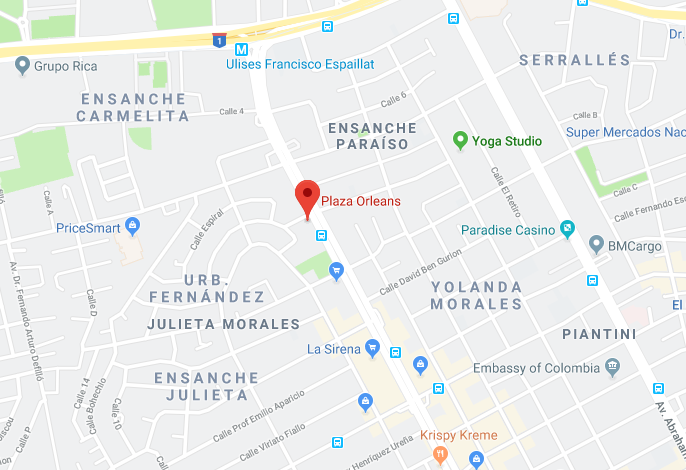 1
M
Ulises Francisco Espaillat
Dr.
Grupo Rica
SERRALLÉS
ENSANCHE
CARMELITA
Calle 4
Calle 6
Calle B
ENSANCHE
PARAÍSO
Yoga Studio
Super Mercados Nac
Calle El Retiro
Calle C
Calle A
Plaza Orleans
Calle Fernando Esc
PriceSmart
Calle Espiral
Paradise Casino
BMCargo
Av. Dr. Fernando Arturo Defilló
Calle D
Calle David Ben Gurion
URB.
FERNÁNDEZ
YOLANDA
MORALES
El
JULIETA MORALES
PIANTINI
La Sirena
Embassy of Colombia
ENSANCHE
JULIETA
Calle 14
Calle Bohechio
Calle 10
Calle Prof Emilio Aparicio
Av. Abraham
Calle Viriato Fiallo
Krispy Kreme
Henríquez Ureña
Calle P
iscou